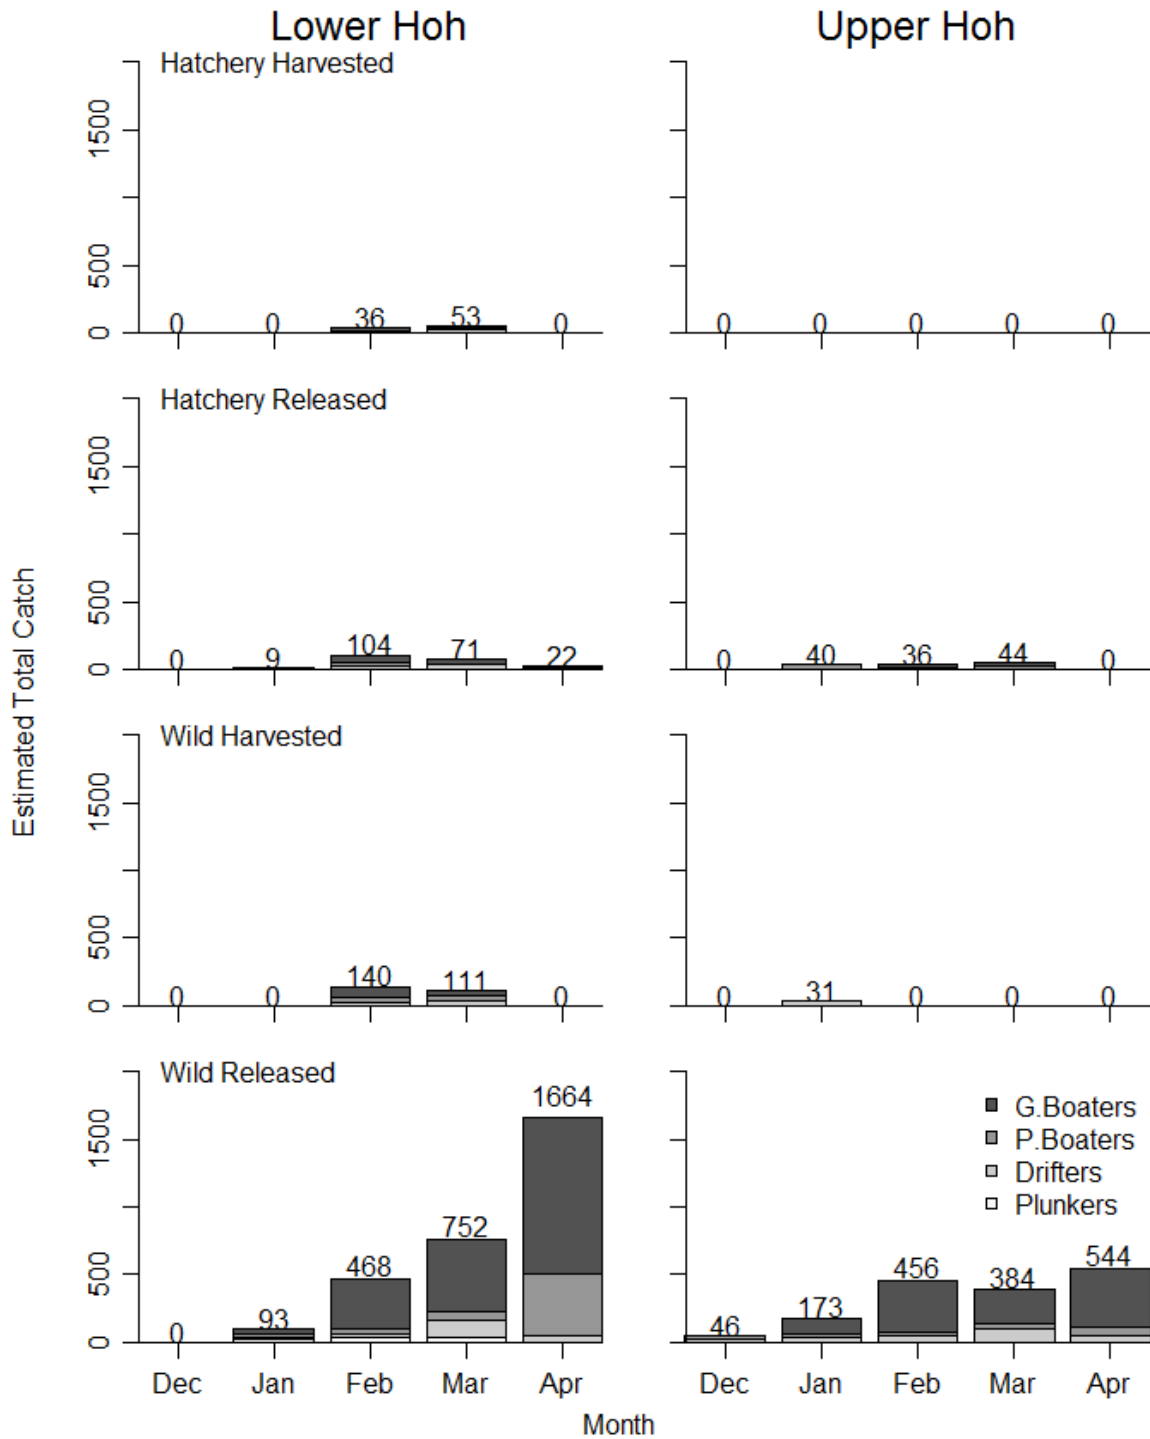 Lower Hoh
Upper Hoh
Hatchery Harvested
1500
500
0
0 0 36 53 0
0 0 0 0 0
Hatchery Released
1500
500
0
0 9 104 71 22
0 40 36 44 0
Estimated Total Catch
Wild Harvested
1500
500
0
0 0 140 111 0
0 31 0 0 0
Wild Released
1500
500
0
0 93 468 752 1664
46 173 456 384 544
G.Boaters
P.Boaters
Drifters
Plunkers
Dec Jan Feb Mar Apr
Dec Jan Feb Mar Apr
Month